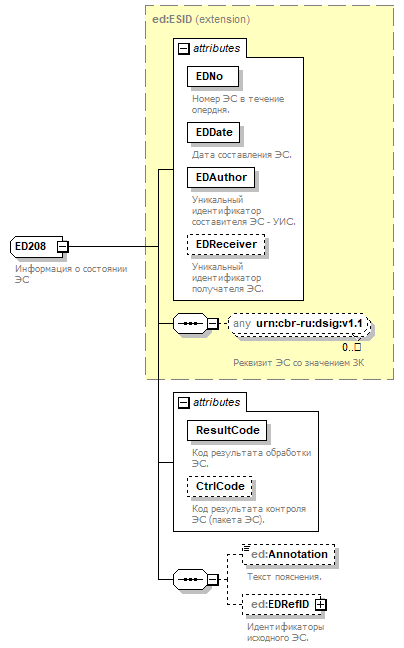 ed:ESID (extension)
attributes
EDNo
Номер ЭС в течение
опердня.
EDDate
Дата составления ЭС.
EDAuthor
Уникальный
идентификатор
составителя ЭС - УИС.
EDReceiver
Уникальный
идентификатор
получателя ЭС.
ED208
Информация о состоянии
ЭС
any urn:cbr-ru:dsig:v1.1
0..□
Реквизит ЭС со значением ЗК
attributes
ResultCode
Код результата обработки
ЭС.
CtrlCode
Код результата контроля
ЭС (пакета ЭС).
ed:Annotation
Текст пояснения.
ed:EDRefID
Идентификаторы
исходного ЭС.